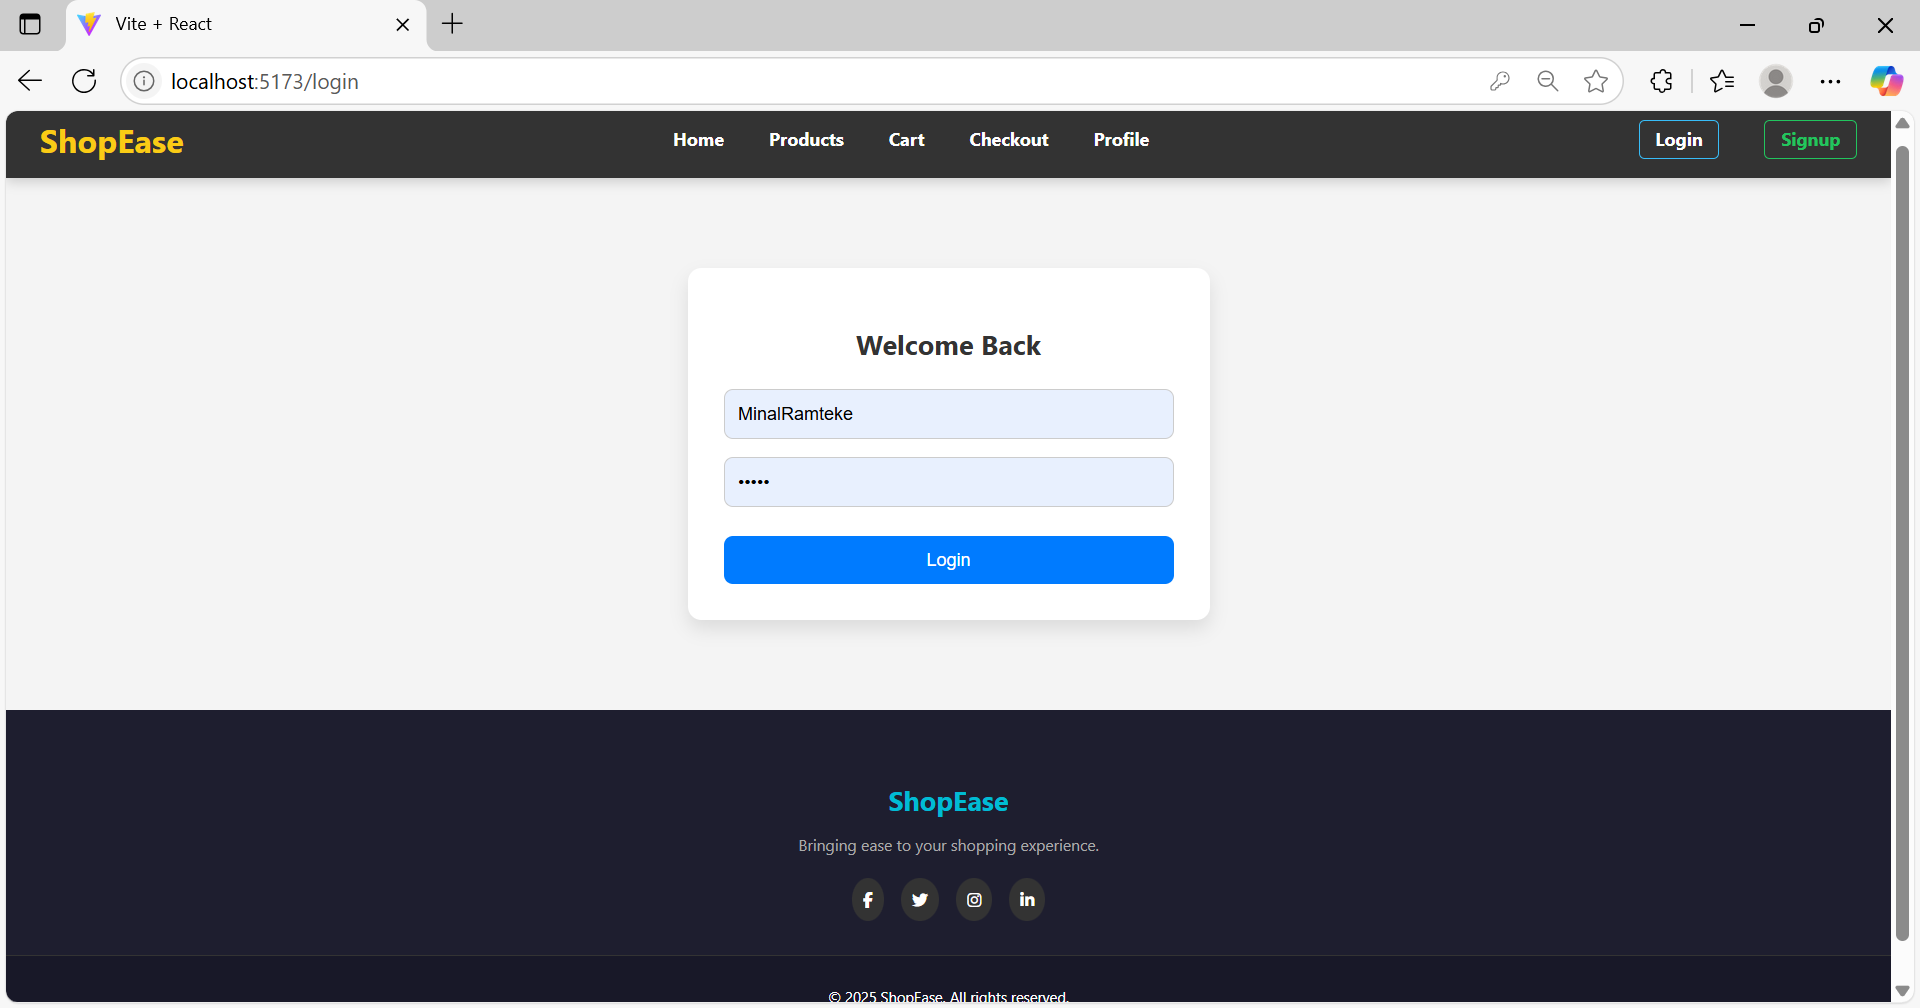 Vite + React
localhost:5173/login
ShopEase Home Products Cart Checkout Profile Login Signup
Welcome Back
MinalRamteke
•••••
Login
ShopEase
Bringing ease to your shopping experience.
© 2025 ShopEase. All rights reserved.